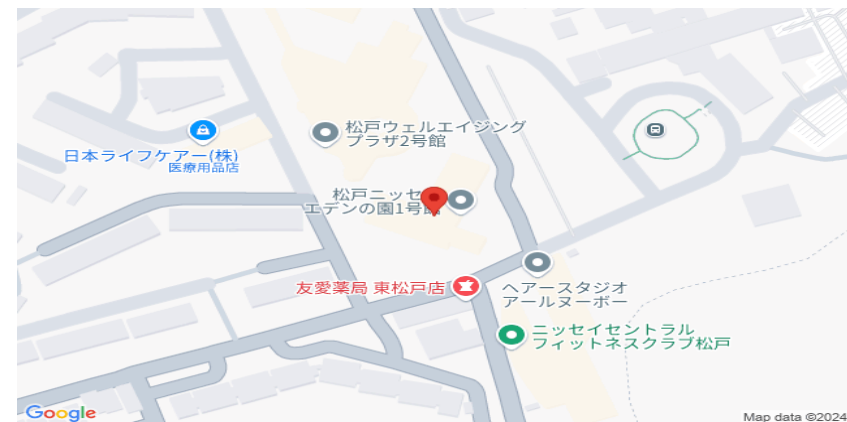 松戸ウェルエイジング
プラザ2号館
日本ライフケアー(株)
医療用品店
松戸ニッセ
エデンの園1号館
友愛薬局 東松戸店
ヘアースタジオ
アールヌーボー
ニッセイセントラル
フィットネスクラブ松戸
Google
Map data ©2024